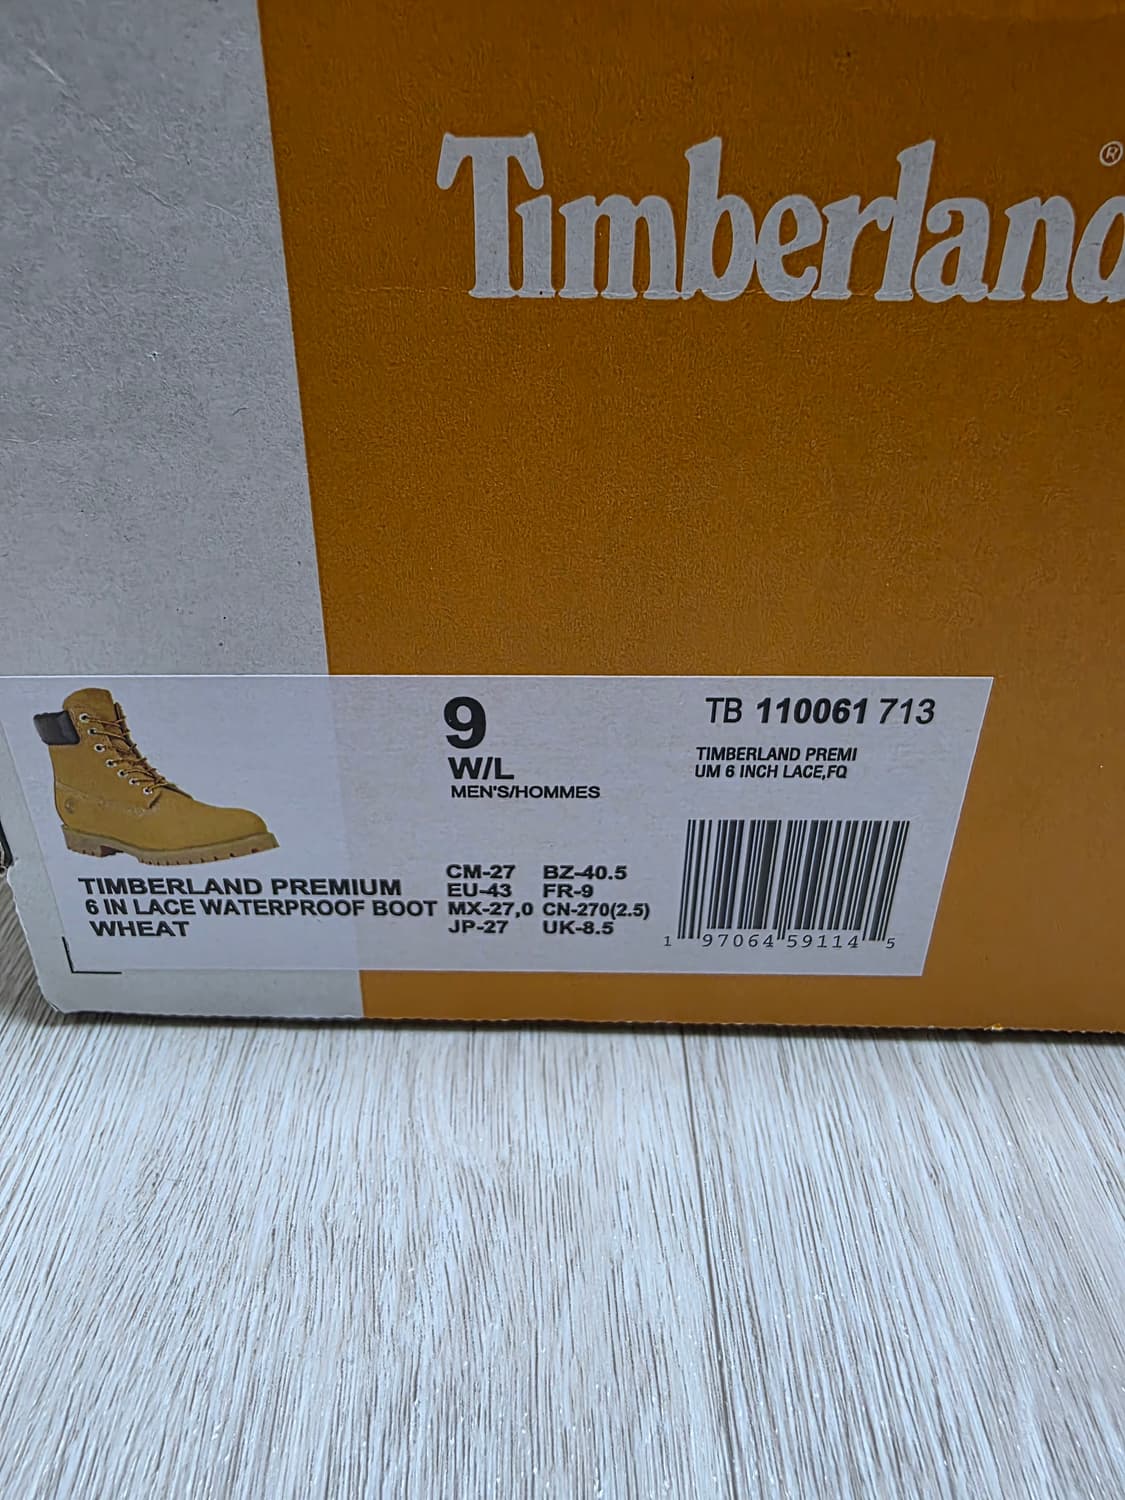 Timberland
®
9
W/L
MEN'S/HOMMES
TB 110061 713
TIMBERLAND PREMI
UM 6 INCH LACE,FQ
TIMBERLAND PREMIUM
6 IN LACE WATERPROOF BOOT
WHEAT
CM-27 BZ-40.5
EU-43 FR-9
MX-27,0 CN-270(2.5)
JP-27 UK-8.5
1 97064 59114 5